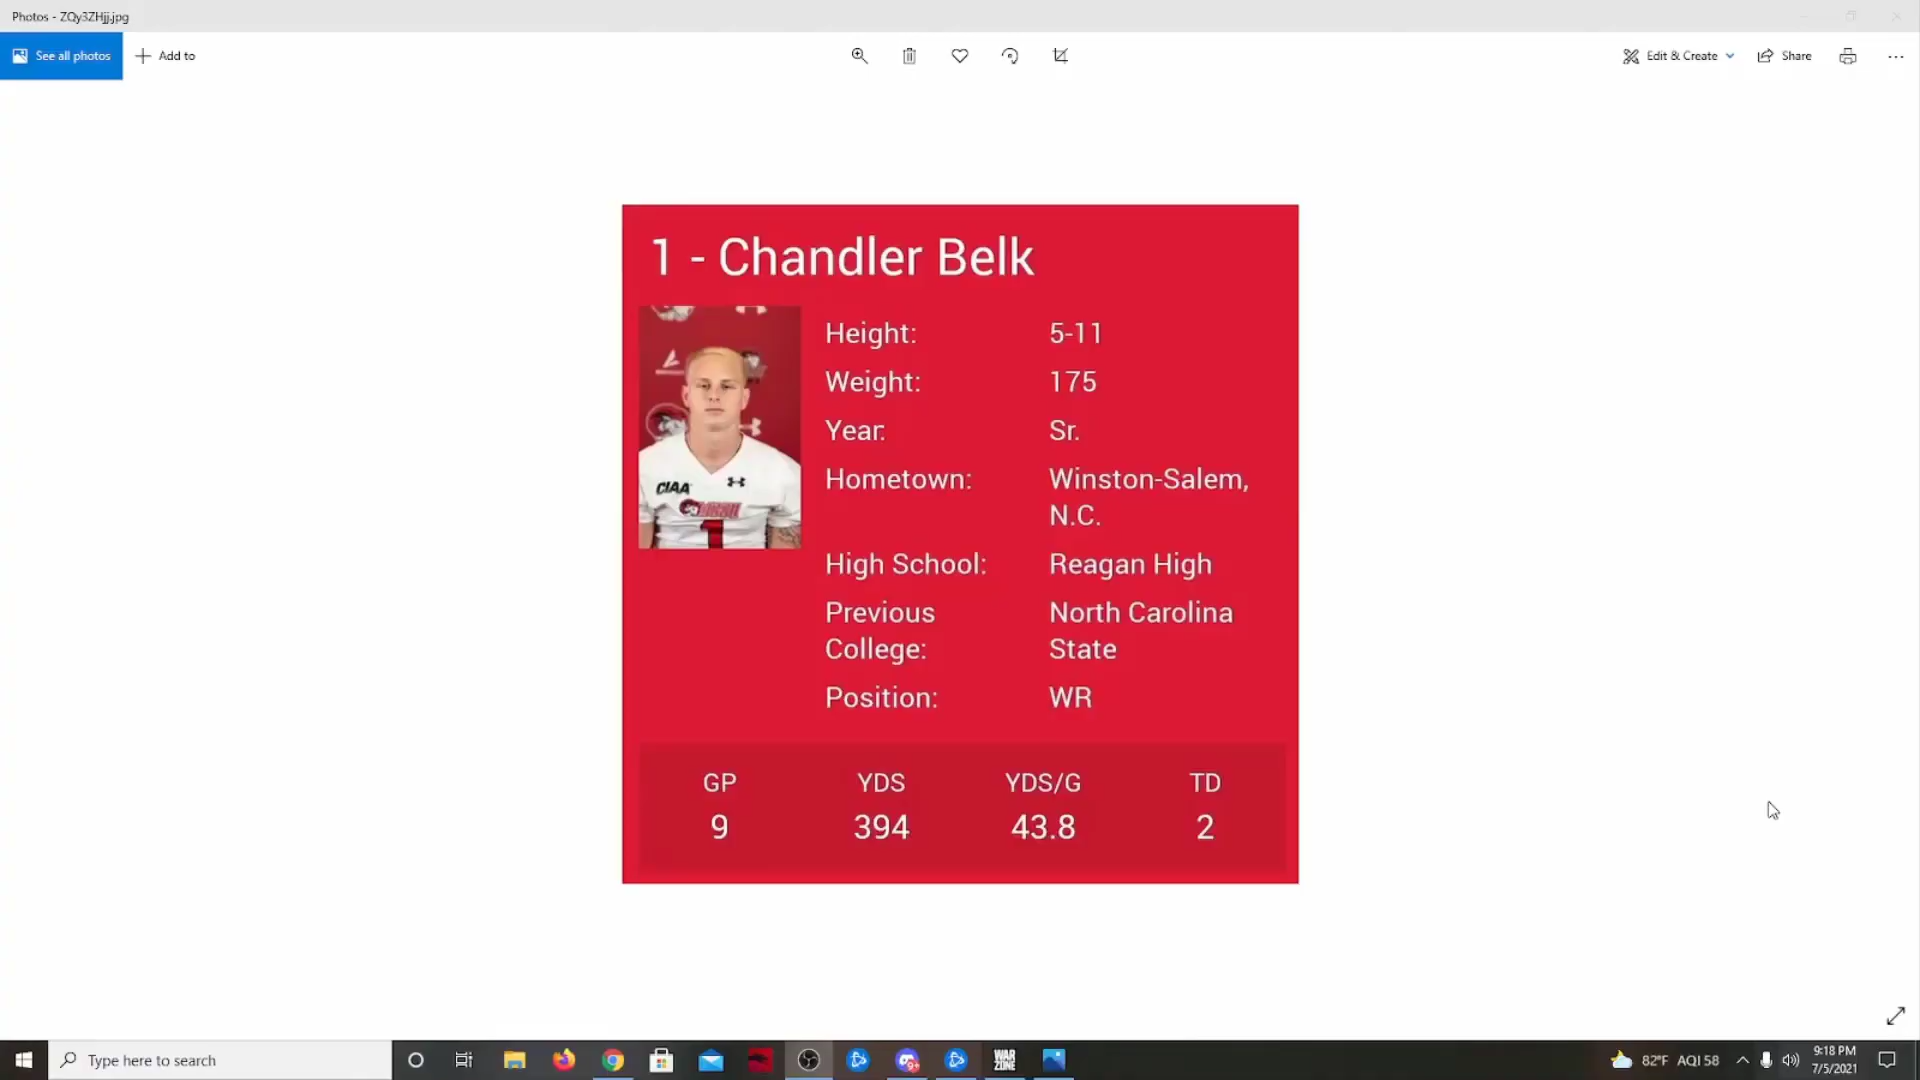 Photos - ZQy3ZHjj.jpg
See all photos
Add to
Edit & Create
Share
1 - Chandler Belk
Height: 5-11
Weight: 175
Year: Sr.
Hometown: Winston-Salem,
N.C.
High School: Reagan High
Previous North Carolina
College: State
Position: WR
CIAA
GP YDS YDS/G TD
9 394 43.8 2
Type here to search
WAR
ZONE
82°F AQI 58
9:18 PM
7/5/2021